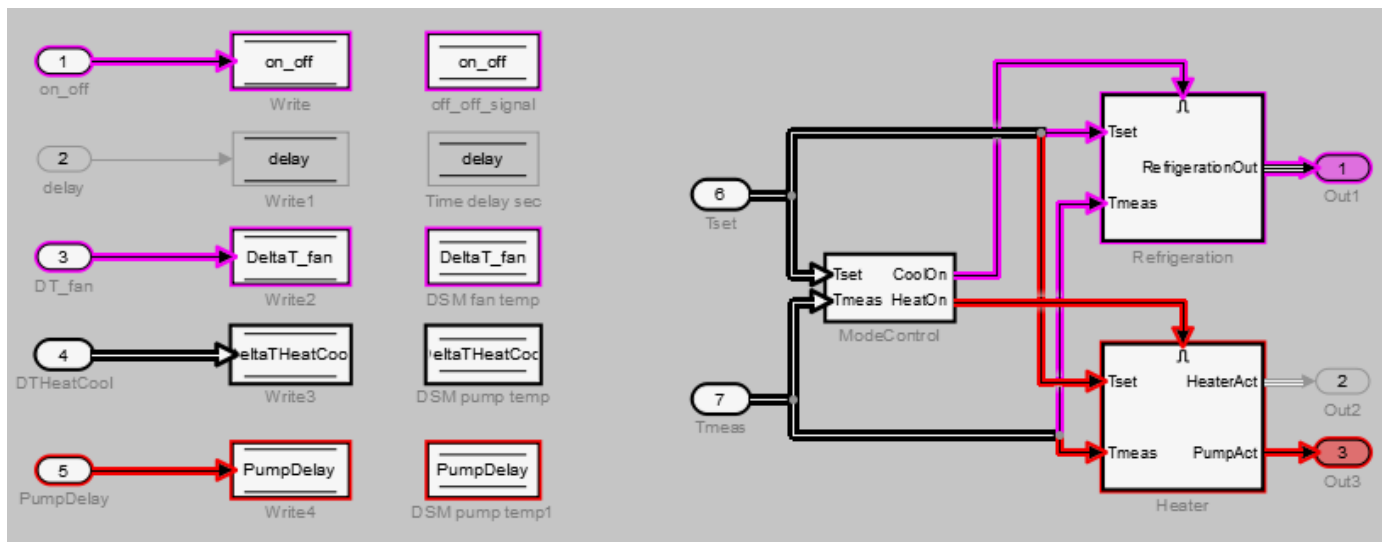 1
on_off
on_off
Write
on_off
off_off_signal
2
delay
delay
Write1
delay
Time delay sec
3
DT_fan
DeltaT_fan
Write2
DeltaT_fan
DSM fan temp
4
DTHeatCool
eltaTHeatCoo
Write3
eltaTHeatCoo
DSM pump temp
5
PumpDelay
PumpDelay
Write4
PumpDelay
DSM pump temp1
6
Tset
7
Tmeas
Tset CoolOn
Tmeas HeatOn
ModeControl
Tset
RefrigerationOut
Tmeas
Refrigeration
1
Out1
Tset HeaterAct
Tmeas PumpAct
Heater
2
Out2
3
Out3